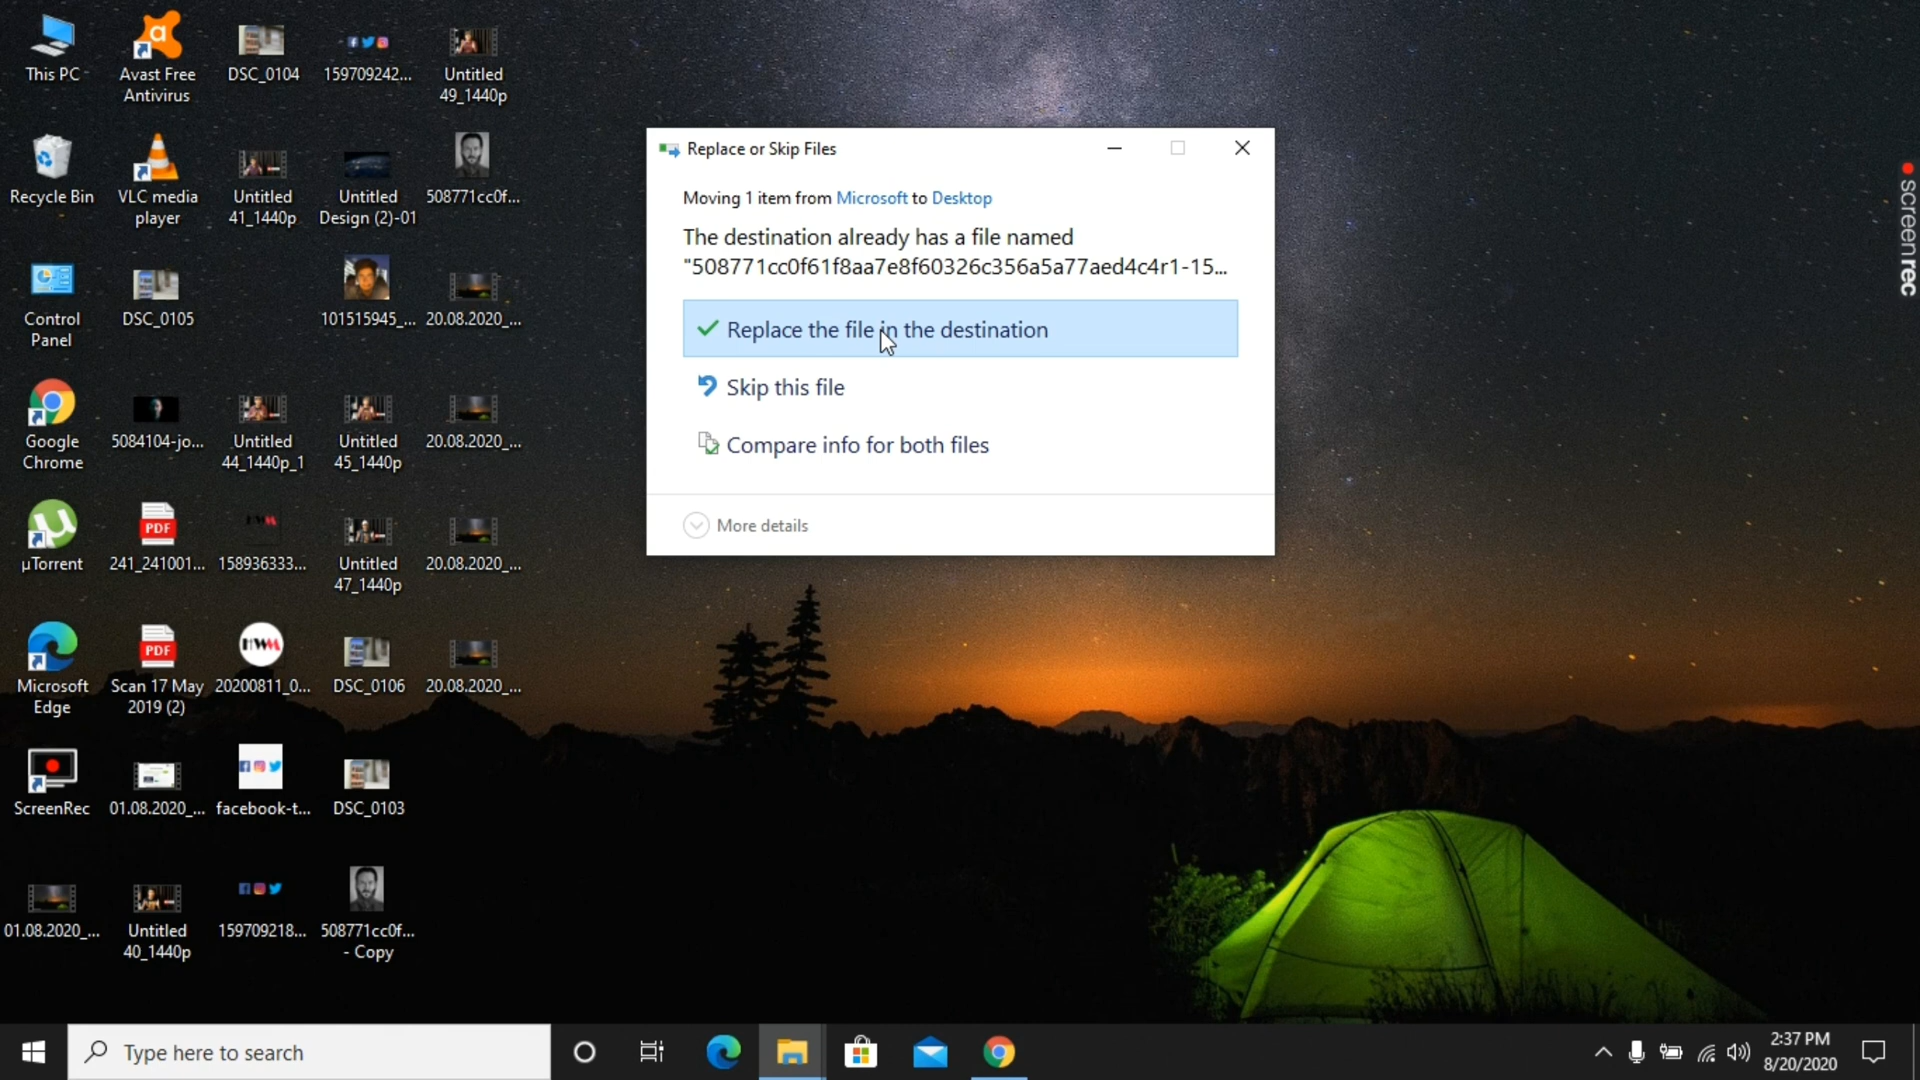 This PC
Avast Free
Antivirus
DSC_0104
159709242...
Untitled
49_1440p
Recycle Bin
VLC media
player
Untitled
41_1440p
Untitled
Design (2)-01
508771cc0f...
Control
Panel
DSC_0105
101515945_...
20.08.2020_...
Google
Chrome
5084104-jo...
Untitled
44_1440p_1
Untitled
45_1440p
20.08.2020_...
µTorrent
PDF
241_241001...
158936333...
Untitled
47_1440p
20.08.2020_...
Microsoft
Edge
PDF
Scan 17 May
2019 (2)
20200811_0...
DSC_0106
20.08.2020_...
ScreenRec
01.08.2020_...
facebook-t...
DSC_0103
01.08.2020_...
Untitled
40_1440p
159709218...
508771cc0f...
- Copy
Replace or Skip Files
Moving 1 item from Microsoft to Desktop
The destination already has a file named
"508771cc0f61f8aa7e8f60326c356a5a77aed4c4r1-15...
Replace the file in the destination
Skip this file
Compare info for both files
More details
screenrec
Type here to search
2:37 PM
8/20/2020